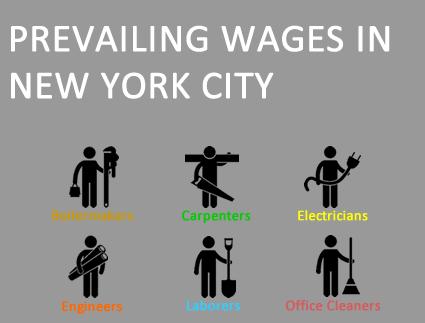 PREVAILING WAGES IN
NEW YORK CITY
Boilermakers
Carpenters
Electricians
Engineers
Laborers
Office Cleaners